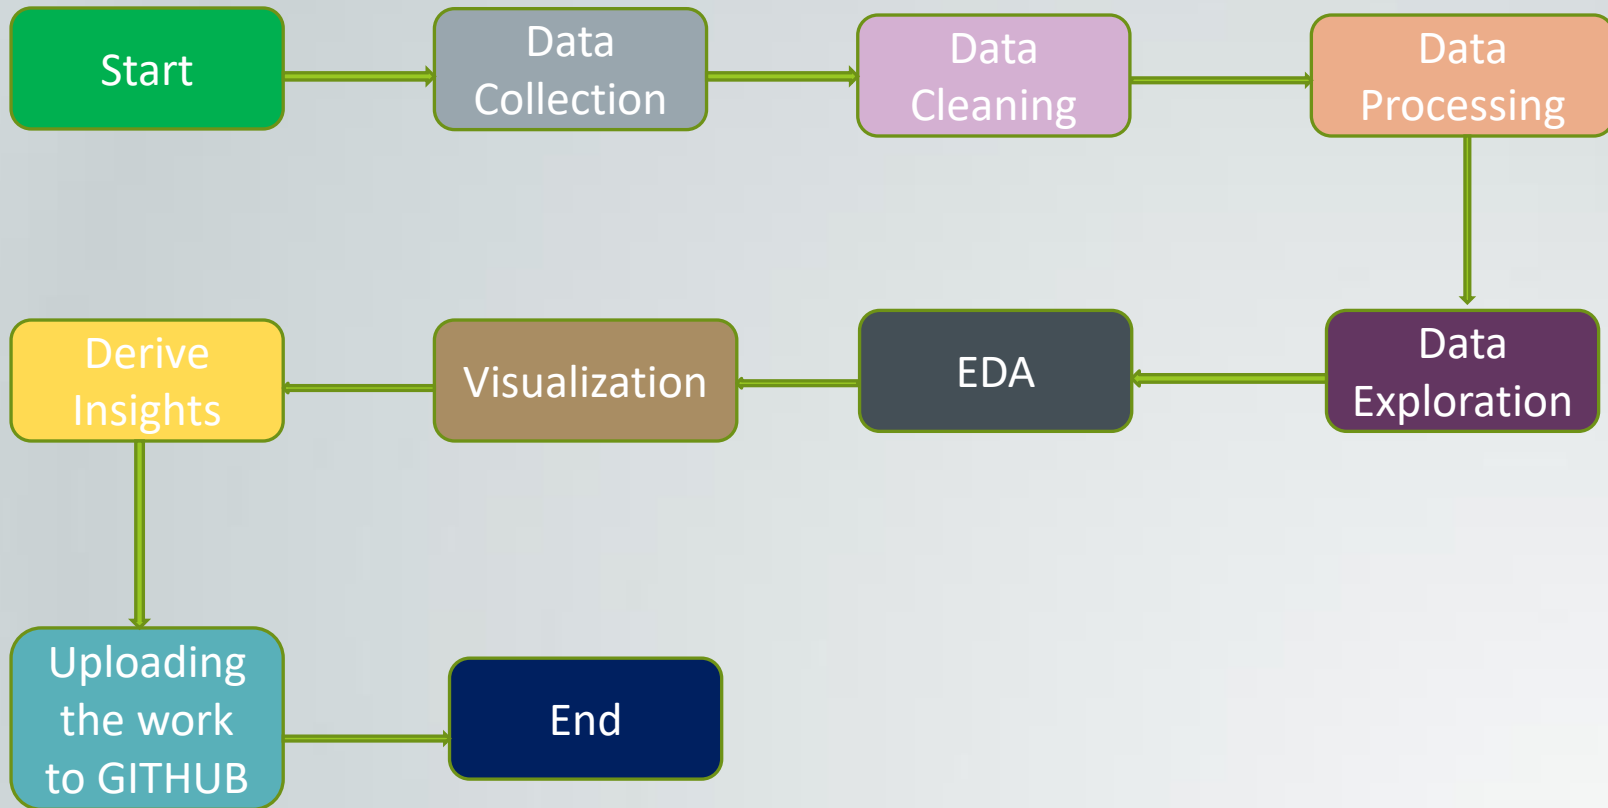 Start
Data
Collection
Data
Cleaning
Data
Processing
Data
Exploration
EDA
Visualization
Derive
Insights
Uploading
the work
to GITHUB
End